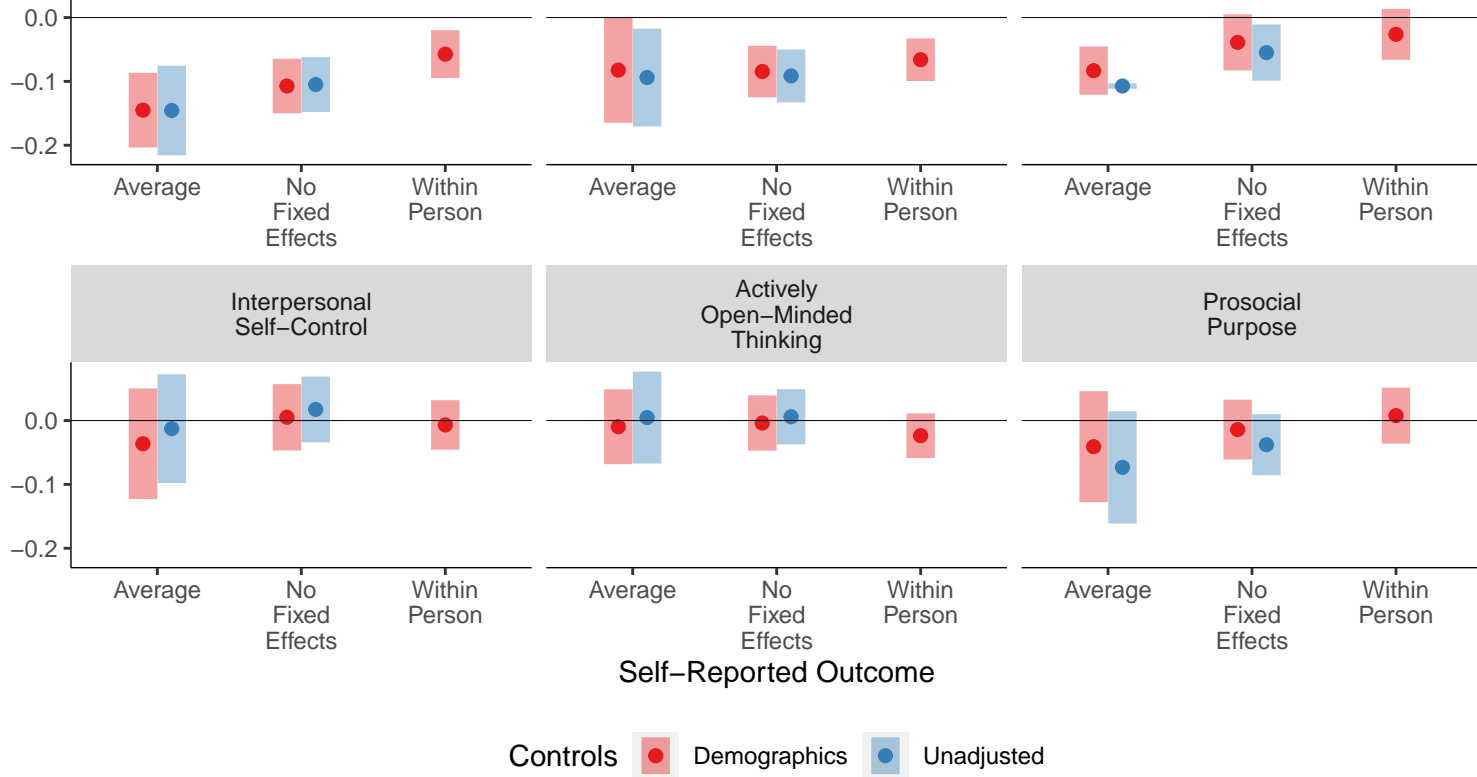 0.0
−0.1
−0.2
Average
No
Fixed
Effects
Within
Person
Average
No
Fixed
Effects
Within
Person
Average
No
Fixed
Effects
Within
Person
Interpersonal
Self−Control
Actively
Open−Minded
Thinking
Prosocial
Purpose
0.0
−0.1
−0.2
Average
No
Fixed
Effects
Within
Person
Average
No
Fixed
Effects
Within
Person
Average
No
Fixed
Effects
Within
Person
Self−Reported Outcome
Controls Demographics Unadjusted